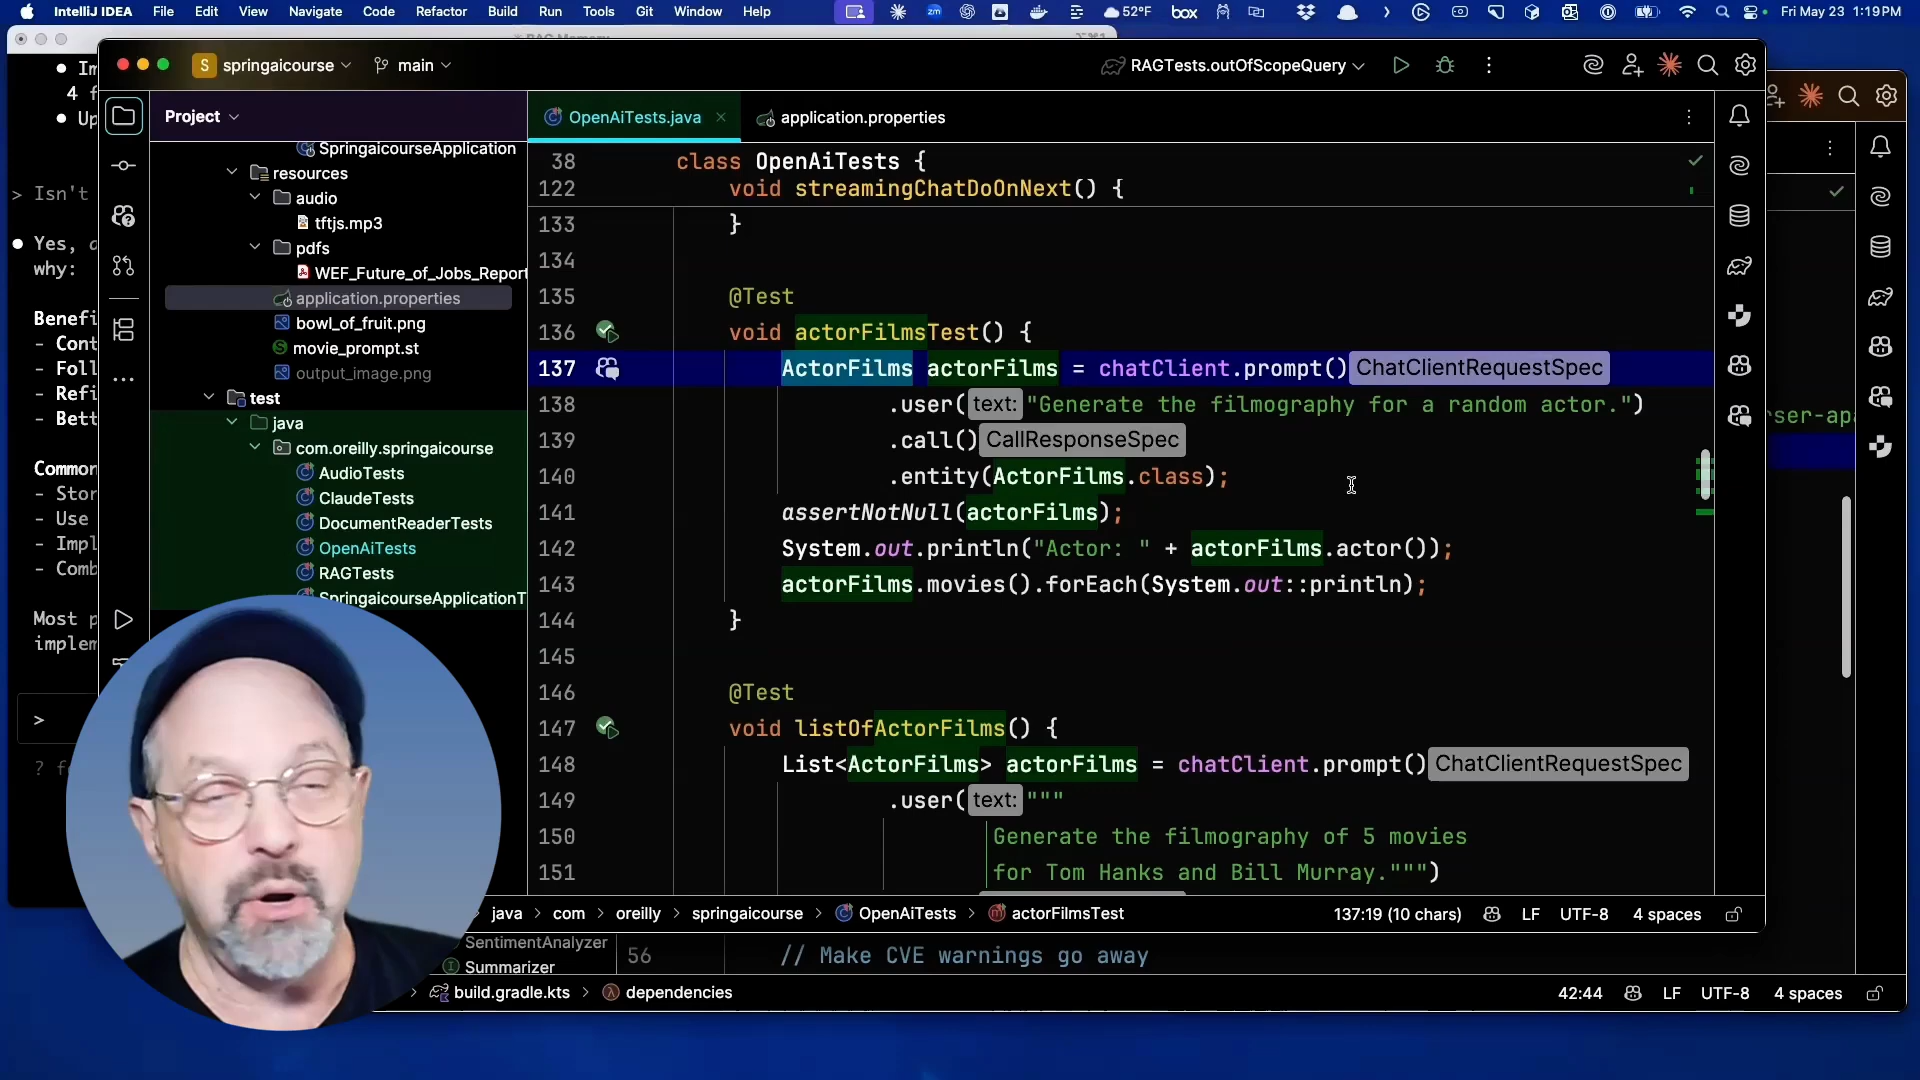 IntelliJ IDEA File Edit View Navigate Code Refactor Build Run Tools Git Window Help
52°F box Fri May 23 1:19 PM
springaicourse main RAGTests.outOfScopeQuery
Project
OpenAiTests.java application.properties
SpringaicourseApplication
resources
audio
tftjs.mp3
pdfs
WEF_Future_of_Jobs_Report
application.properties
bowl_of_fruit.png
movie_prompt.st
output_image.png
test
java
com.oreilly.springaicourse
AudioTests
ClaudeTests
DocumentReaderTests
OpenAiTests
RAGTests
SpringaicourseApplicationT
4 f
• Up
> Isn't
Yes, a
why:
Benefi
- Cont
- Foll
- Refi
- Bett
Common
- Stor
- Use
- Impl
- Comb
Most p
implem
>
? fo
38 class OpenAiTests {
122 void streamingChatDoOnNext() {
133 }
134
135 @Test
136 void actorFilmsTest() {
137 ActorFilms actorFilms = chatClient.prompt() ChatClientRequestSpec
138 .user( text: "Generate the filmography for a random actor.")
139 .call() CallResponseSpec
140 .entity(ActorFilms.class);
141 assertNotNull(actorFilms);
142 System.out.println("Actor: " + actorFilms.actor());
143 actorFilms.movies().forEach(System.out::println);
144 }
145
146 @Test
147 void listOfActorFilms() {
148 List<ActorFilms> actorFilms = chatClient.prompt() ChatClientRequestSpec
149 .user( text: """
150 Generate the filmography of 5 movies
151 for Tom Hanks and Bill Murray.""")
java > com > oreilly > springaicourse > OpenAiTests > actorFilmsTest 137:19 (10 chars) LF UTF-8 4 spaces
SentimentAnalyzer
Summarizer
56 // Make CVE warnings go away
> build.gradle.kts > dependencies 42:44 LF UTF-8 4 spaces